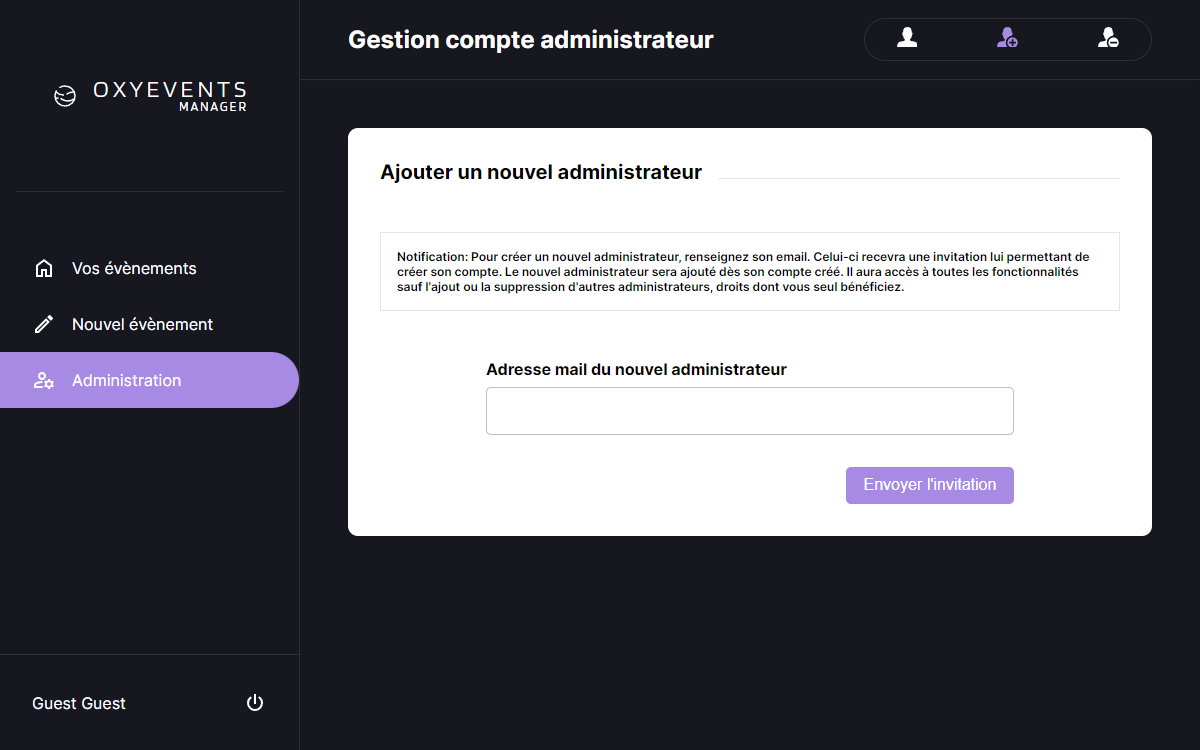 OXYEVENTS
MANAGER
Vos évènements
Nouvel évènement
Administration
Guest Guest
Gestion compte administrateur
Ajouter un nouvel administrateur
Notification: Pour créer un nouvel administrateur, renseignez son email. Celui-ci recevra une invitation lui permettant de
créer son compte. Le nouvel administrateur sera ajouté dès son compte créé. Il aura accès à toutes les fonctionnalités
sauf l'ajout ou la suppression d'autres administrateurs, droits dont vous seul bénéficiez.
Adresse mail du nouvel administrateur
Envoyer l'invitation